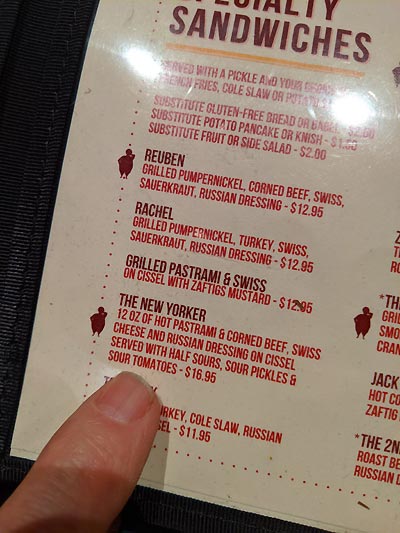 SPECIALTY
SANDWICHES
SERVED WITH A PICKLE AND YOUR
FRENCH FRIES, COLE SLAW OR POTATO
SUBSTITUTE GLUTEN-FREE BREAD OR
SUBSTITUTE POTATO PANCAKE OR KNISH -
SUBSTITUTE FRUIT OR SIDE SALAD - $2.00
REUBEN
GRILLED PUMPERNICKEL, CORNED BEEF, SWISS,
SAUERKRAUT, RUSSIAN DRESSING - $12.95
RACHEL
GRILLED PUMPERNICKEL, TURKEY, SWISS,
SAUERKRAUT, RUSSIAN DRESSING - $12.95
GRILLED PASTRAMI & SWISS
ON CISSEL WITH ZAFTIGS MUSTARD - $12.95
THE NEW YORKER
12 OZ OF HOT PASTRAMI & CORNED BEEF, SWISS
CHEESE AND RUSSIAN DRESSING ON CISSEL
SERVED WITH HALF SOURS, SOUR PICKLES &
SOUR TOMATOES - $16.95
TURKEY, COLE SLAW, RUSSIAN
- $11.95
*TH
GRI
SMO
CRAN
JACK
HOT CO
ZAFTIG
*THE 2N
ROAST BE
RUSSIAN D